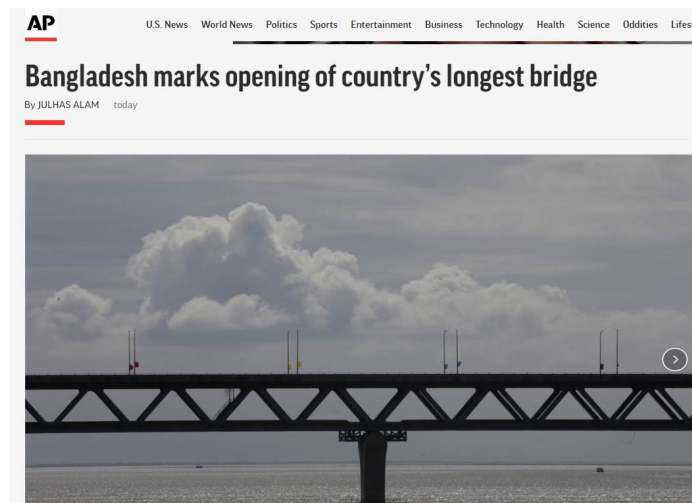 AP
U.S. News World News Politics Sports Entertainment Business Technology Health Science Oddities Lifes
Bangladesh marks opening of country's longest bridge
By JULHAS ALAM today